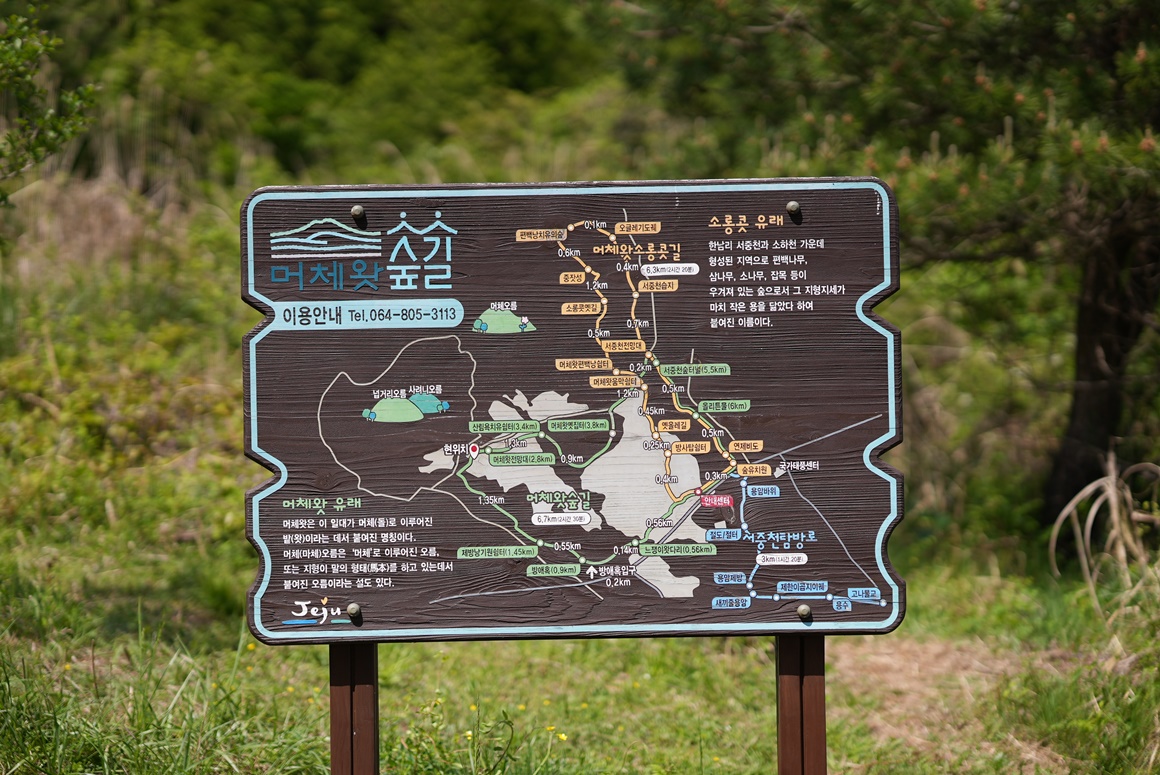 머체왓
숲길
이용안내 Tel.064-805-3113
소롱콧 유래
한남리 서중천과 소하천 가운데
형성된 지역으로 편백나무,
삼나무, 소나무, 잡목 등이
우거져 있는 숲으로서 그 지형지세가
마치 작은 용을 닮았다 하여
붙여진 이름이다.
0.1km
오글레기도궤
편백낭치유의숲
머체왓소롱콧길
6.3km(2시간 20분)
0.6km
0.4km
중잣성
1.2km
서중천습지
소롱콧옛길
머체오름
0.7km
0.5km
서중천전망대
머체왓편백낭쉼터
0.2km
서중천숲터널(5.5km)
머체왓움막쉼터
1.2km
0.5km
넙거리오름
사려니오름
올리튼물(6km)
0.45km
산림욕치유쉼터(3.4km)
머체왓옛집터(3.8km)
옛올레길
0.5km
현위치
1.3km
0.25km
방사탑쉼터
연제비도
머체왓전망대(2.8km)
0.9km
0.3km
숲유치원
국가태풍센터
0.4km
용암바위
1.35km
머체왓숲길
6.7km(2시간 30분)
안내센터
0.56km
절도/절터
서중천탐방로
3km(1시간 20분)
제방낭기원쉼터(1.45km)
0.55km
0.14km
느쟁이왓다리(0.56km)
방애혹(0.9km)
방애혹입구
0.2km
용암제방
제한이곰지아궤
고나물교
새끼줄용암
용수
머체왓 유래
머체왓은 이 일대가 머체(돌)로 이루어진
밭(왓)이라는 데서 붙여진 명칭이다.
머체(마체)오름은 '머체'로 이루어진 오름,
또는 지형이 말의 형태(馬本)를 하고 있는데서
붙여진 오름이라는 설도 있다.
Jeju